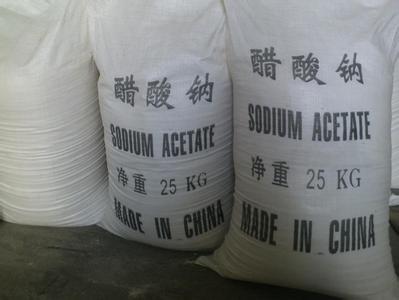 醋酸钠
SODIUM ACETATE
净重 25 KG
MADE IN CHINA
醋酸钠
SODIUM ACETATE
净重 25 KG
MADE IN CHINA